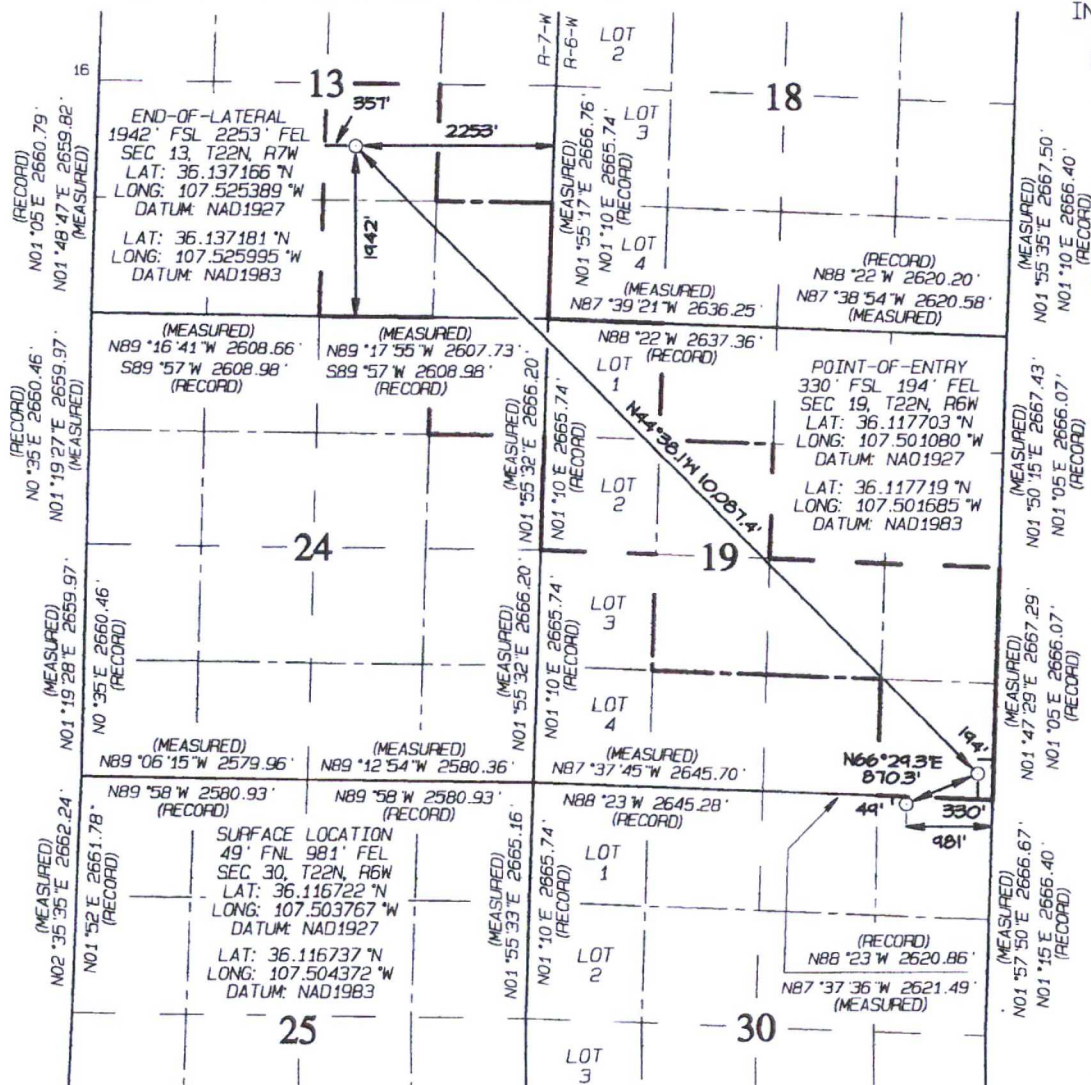 IN
16
13
18
R-7-W
R-6-W
LOT
2
357'
2253'
1942'
END-OF-LATERAL
1942' FSL 2253' FEL
SEC 13, T22N, R7W
LAT: 36.137166 °N
LONG: 107.525389 °W
DATUM: NAD1927
LAT: 36.137181 °N
LONG: 107.525995 °W
DATUM: NAD1983
(RECORD)
N01 °05'E 2660.79'
N01 °48'47"E 2659.82'
(MEASURED)
(MEASURED)
N01 °55'17"E 2666.76'
N01 °10'E 2665.74'
(RECORD)
LOT
3
LOT
4
(MEASURED)
N87 °39'21"W 2636.25'
N88 °22'W 2637.36'
(RECORD)
(RECORD)
N88 °22'W 2620.20'
N87 °38'54"W 2620.58'
(MEASURED)
(MEASURED)
N01 °55'35"E 2667.50'
N01 °10'E 2666.40'
(RECORD)
(MEASURED)
N89 °16'41"W 2608.66'
S89 °57'W 2608.98'
(RECORD)
(MEASURED)
N89 °17'55"W 2607.73'
S89 °57'W 2608.98'
(RECORD)
(RECORD)
N0 °35'E 2660.46'
N01 °19'27"E 2659.97'
(MEASURED)
(MEASURED)
N01 °55'32"E 2666.20'
N01 °10'E 2665.74'
(RECORD)
LOT
1
LOT
2
N44°38.1'W 10,087.4'
POINT-OF-ENTRY
330' FSL 194' FEL
SEC 19, T22N, R6W
LAT: 36.117703 °N
LONG: 107.501080 °W
DATUM: NAD1927
LAT: 36.117719 °N
LONG: 107.501685 °W
DATUM: NAD1983
(MEASURED)
N01 °50'15"E 2667.43'
N01 °05'E 2666.07'
(RECORD)
24
19
(MEASURED)
N01 °19'28"E 2659.97'
N0 °35'E 2660.46'
(RECORD)
(MEASURED)
N01 °55'32"E 2666.20'
N01 °10'E 2665.74'
(RECORD)
LOT
3
LOT
4
(MEASURED)
N01 °47'29"E 2667.29'
N01 °05'E 2666.07'
(RECORD)
(MEASURED)
N89 °06'15"W 2579.96'
N89 °58'W 2580.93'
(RECORD)
(MEASURED)
N89 °12'54"W 2580.36'
N89 °58'W 2580.93'
(RECORD)
(MEASURED)
N87 °37'45"W 2645.70'
N88 °23'W 2645.28'
(RECORD)
N66°29.3'E
870.3'
194'
49'
330'
981'
SURFACE LOCATION
49' FNL 981' FEL
SEC 30, T22N, R6W
LAT: 36.116722 °N
LONG: 107.503767 °W
DATUM: NAD1927
LAT: 36.116737 °N
LONG: 107.504372 °W
DATUM: NAD1983
(MEASURED)
N02 °35'35"E 2662.24'
N01 °52'E 2661.78'
(RECORD)
(MEASURED)
N01 °55'33"E 2665.16'
N01 °10'E 2665.74'
(RECORD)
LOT
1
LOT
2
LOT
3
(RECORD)
N88 °23'W 2620.86'
N87 °37'36"W 2621.49'
(MEASURED)
(MEASURED)
N01 °57'50"E 2666.67'
N01 °15'E 2666.40'
(RECORD)
25
30